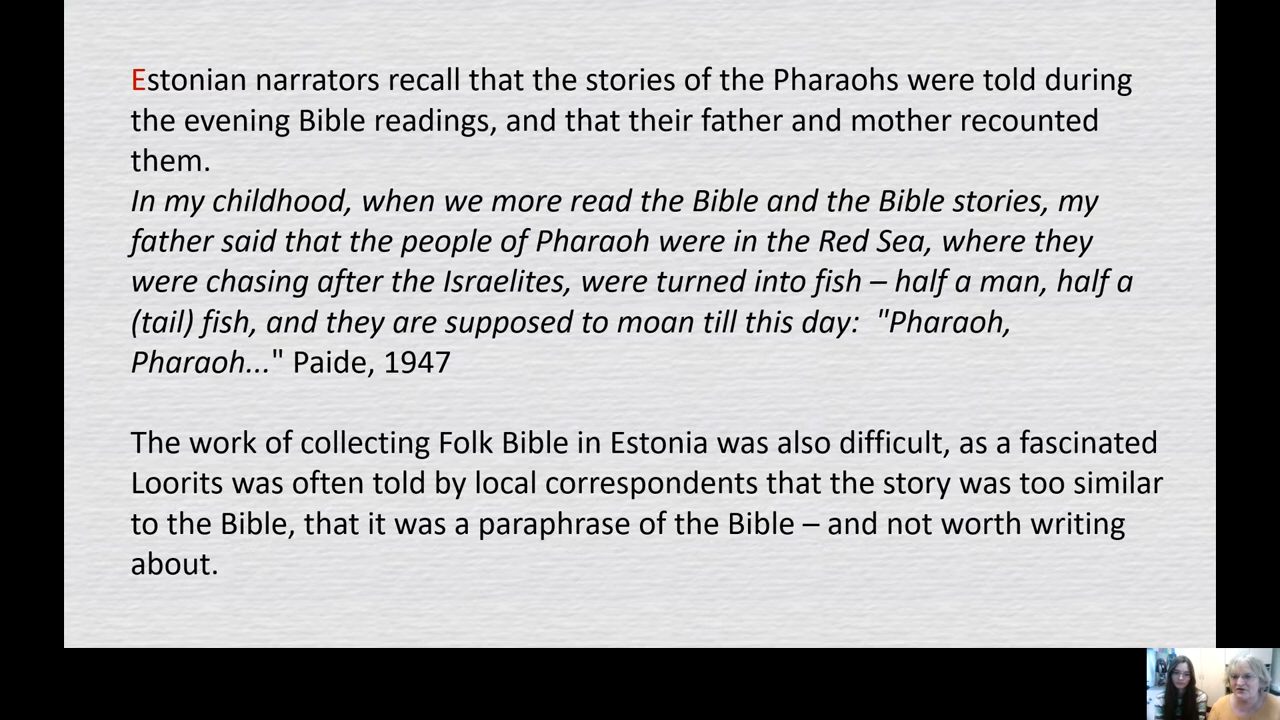 Estonian narrators recall that the stories of the Pharaohs were told during
the evening Bible readings, and that their father and mother recounted
them.
In my childhood, when we more read the Bible and the Bible stories, my
father said that the people of Pharaoh were in the Red Sea, where they
were chasing after the Israelites, were turned into fish – half a man, half a
(tail) fish, and they are supposed to moan till this day:  "Pharaoh,
Pharaoh..." Paide, 1947
The work of collecting Folk Bible in Estonia was also difficult, as a fascinated
Loorits was often told by local correspondents that the story was too similar
to the Bible, that it was a paraphrase of the Bible – and not worth writing
about.